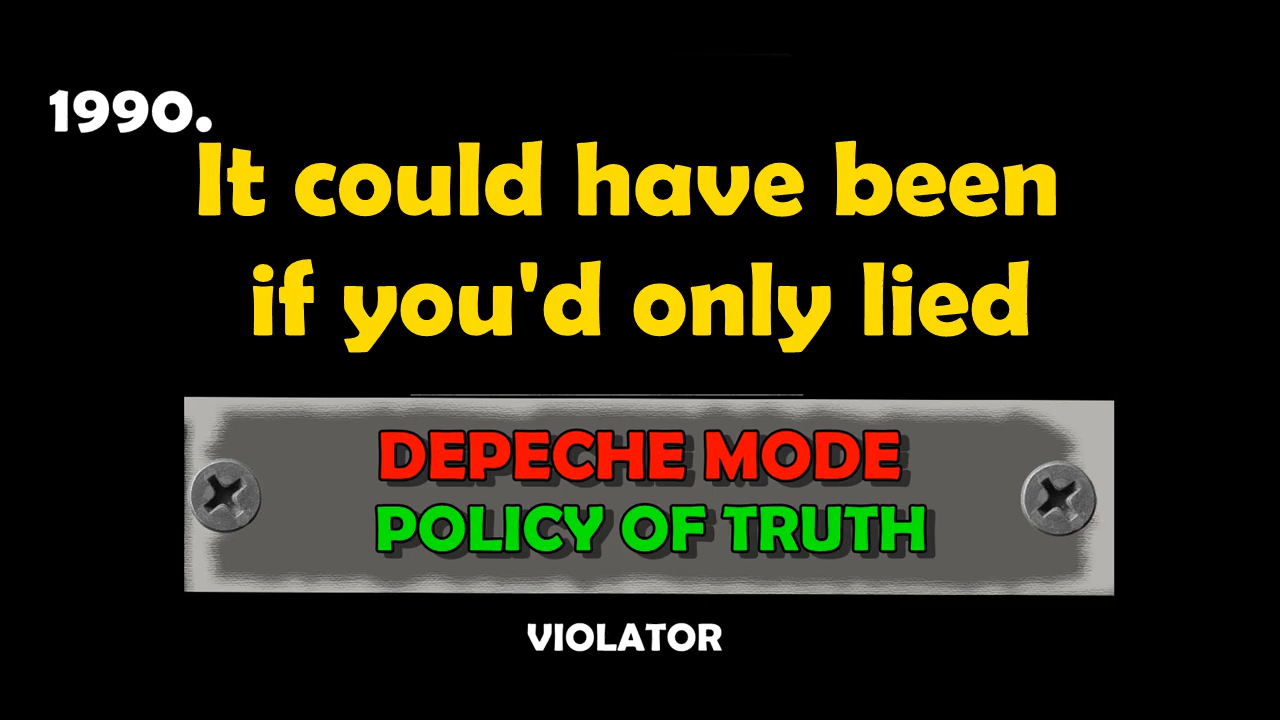 1990.
It could have been
if you'd only lied
DEPECHE MODE
POLICY OF TRUTH
VIOLATOR